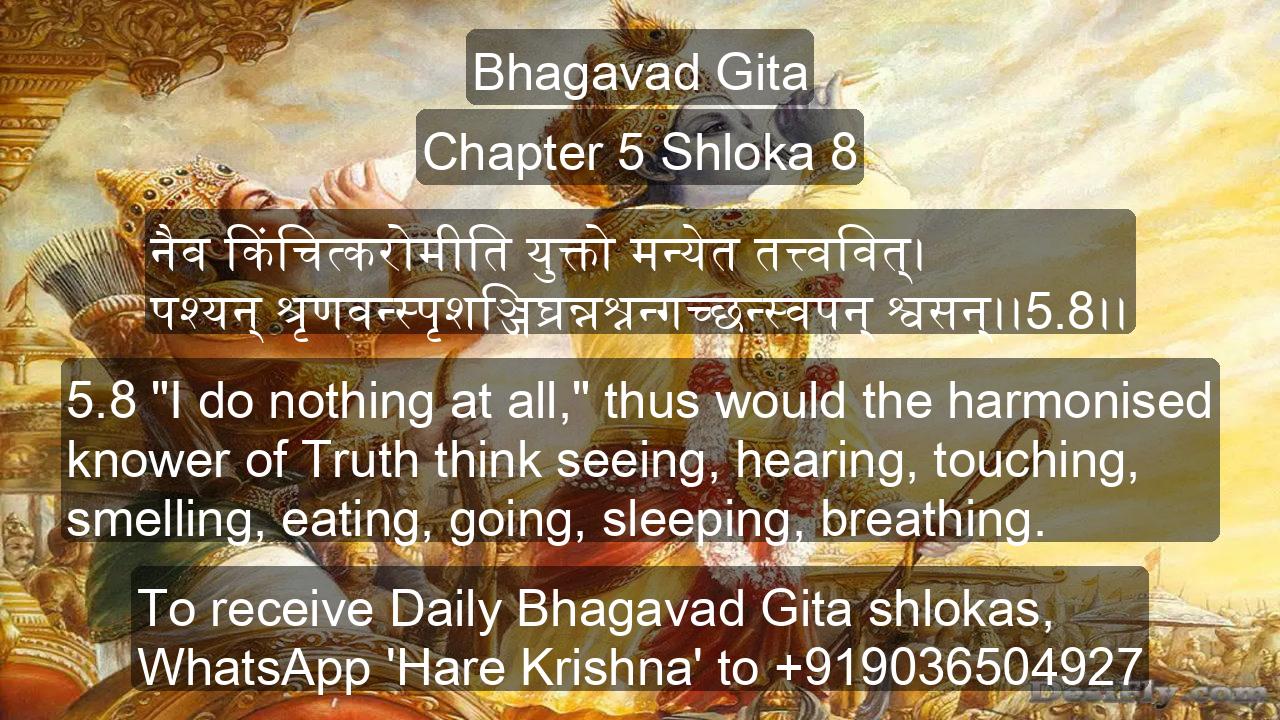 Bhagavad Gita
Chapter 5 Shloka 8
नैव किंचित्करोमीति युक्तो मन्येत तत्त्ववित्।
पश्यन् श्रृणवन्स्पृशञ्जिघ्रन्नश्नन्गच्छन्स्वपन् श्वसन्।।5.8।।
5.8 "I do nothing at all," thus would the harmonised
knower of Truth think seeing, hearing, touching,
smelling, eating, going, sleeping, breathing.
To receive Daily Bhagavad Gita shlokas,
WhatsApp 'Hare Krishna' to +919036504927